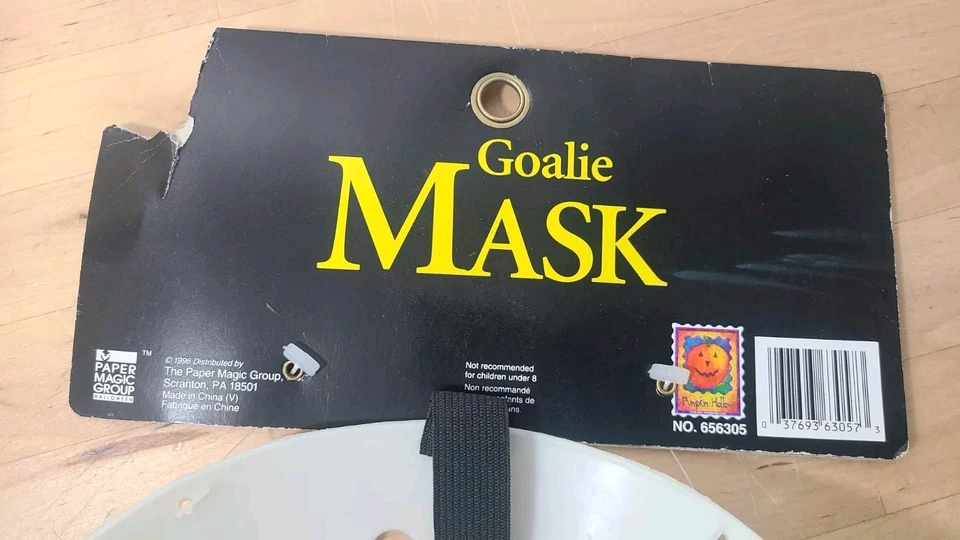 Goalie
MASK
PAPER
MAGIC
GROUP
HALLOWEEN
TM
© 1996 Distributed by
The Paper Magic Group,
Scranton, PA 18501
Made in China (V)
Fabriqué en Chine
Not recommended
for children under 8
Non recommandé
ans.
Pumpkin Hollow
NO. 656305
0 37693 63057 3